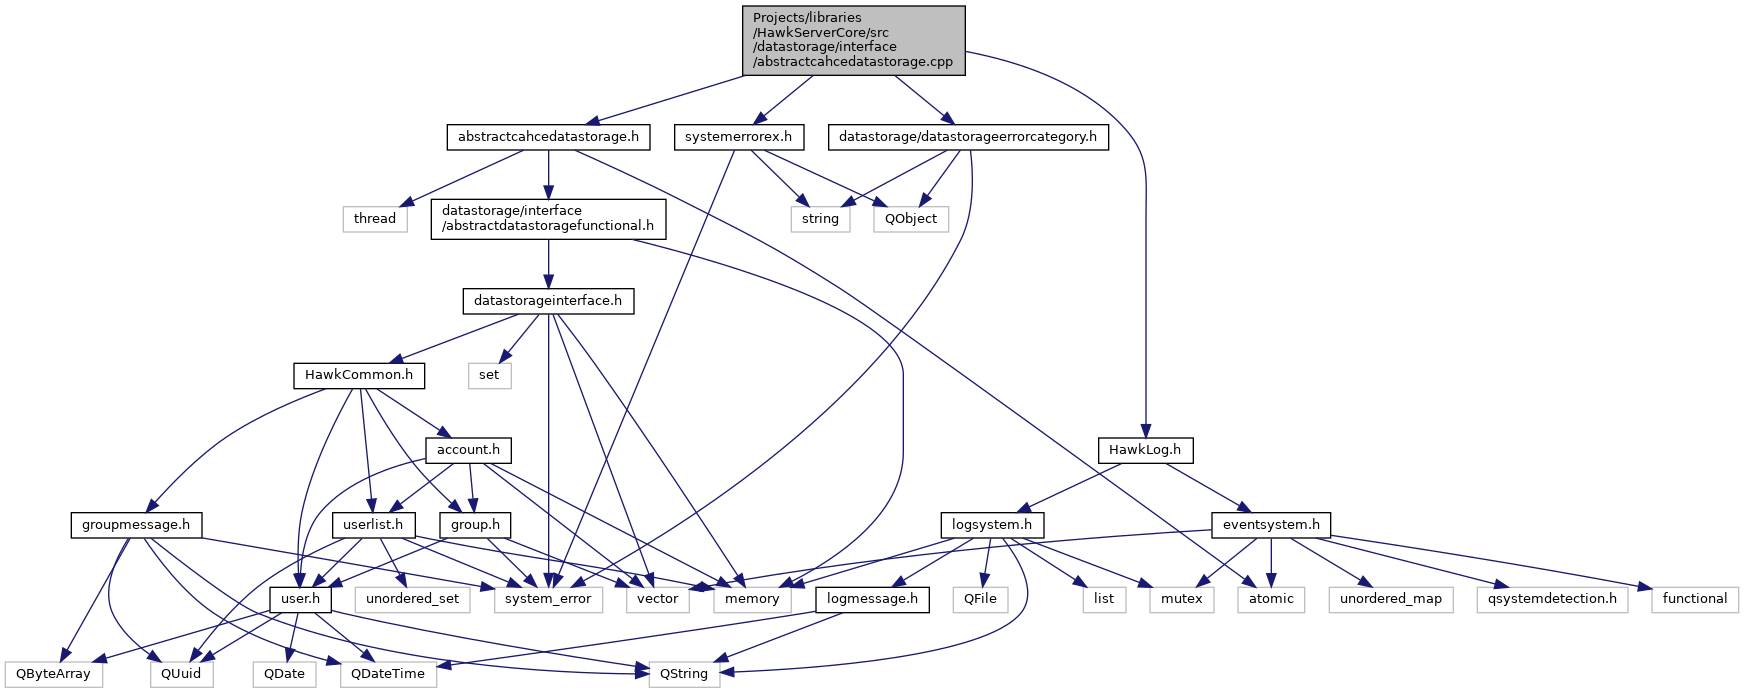 Projects/libraries
/HawkServerCore/src
/datastorage/interface
/abstractcahcedatastorage.cpp
abstractcahcedatastorage.h
systemerrorex.h
datastorage/datastorageerrorcategory.h
thread
datastorage/interface
/abstractdatastoragefunctional.h
string
QObject
datastorageinterface.h
HawkCommon.h
set
account.h
HawkLog.h
groupmessage.h
userlist.h
group.h
logsystem.h
eventsystem.h
user.h
unordered_set
system_error
vector
memory
logmessage.h
QFile
list
mutex
atomic
unordered_map
qsystemdetection.h
functional
QByteArray
QUuid
QDate
QDateTime
QString